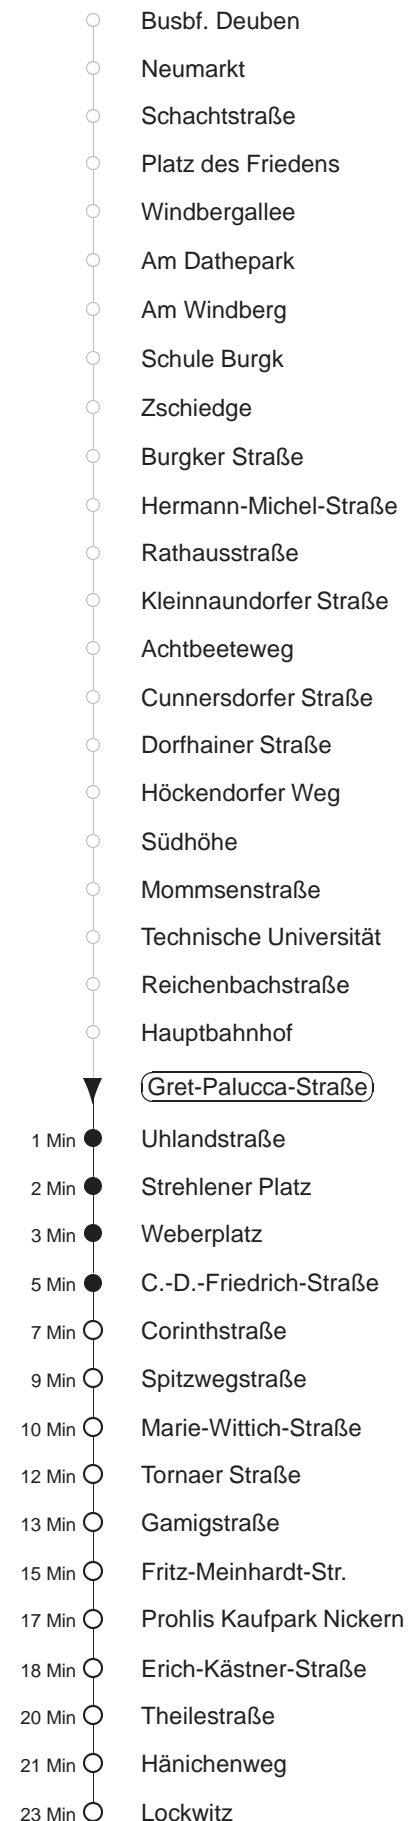 Busbf. Deuben
Neumarkt
Schachtstraße
Platz des Friedens
Windbergallee
Am Dathepark
Am Windberg
Schule Burgk
Zschiedge
Burgker Straße
Hermann-Michel-Straße
Rathausstraße
Kleinnaundorfer Straße
Achtbeeteweg
Cunnersdorfer Straße
Dorfhainer Straße
Höckendorfer Weg
Südhöhe
Mommsenstraße
Technische Universität
Reichenbachstraße
Hauptbahnhof
Gret-Palucca-Straße
1 Min Uhlandstraße
2 Min Strehlener Platz
3 Min Weberplatz
5 Min C.-D.-Friedrich-Straße
7 Min Corinthstraße
9 Min Spitzwegstraße
10 Min Marie-Wittich-Straße
12 Min Tornaer Straße
13 Min Gamigstraße
15 Min Fritz-Meinhardt-Str.
17 Min Prohlis Kaufpark Nickern
18 Min Erich-Kästner-Straße
20 Min Theilestraße
21 Min Hänichenweg
23 Min Lockwitz